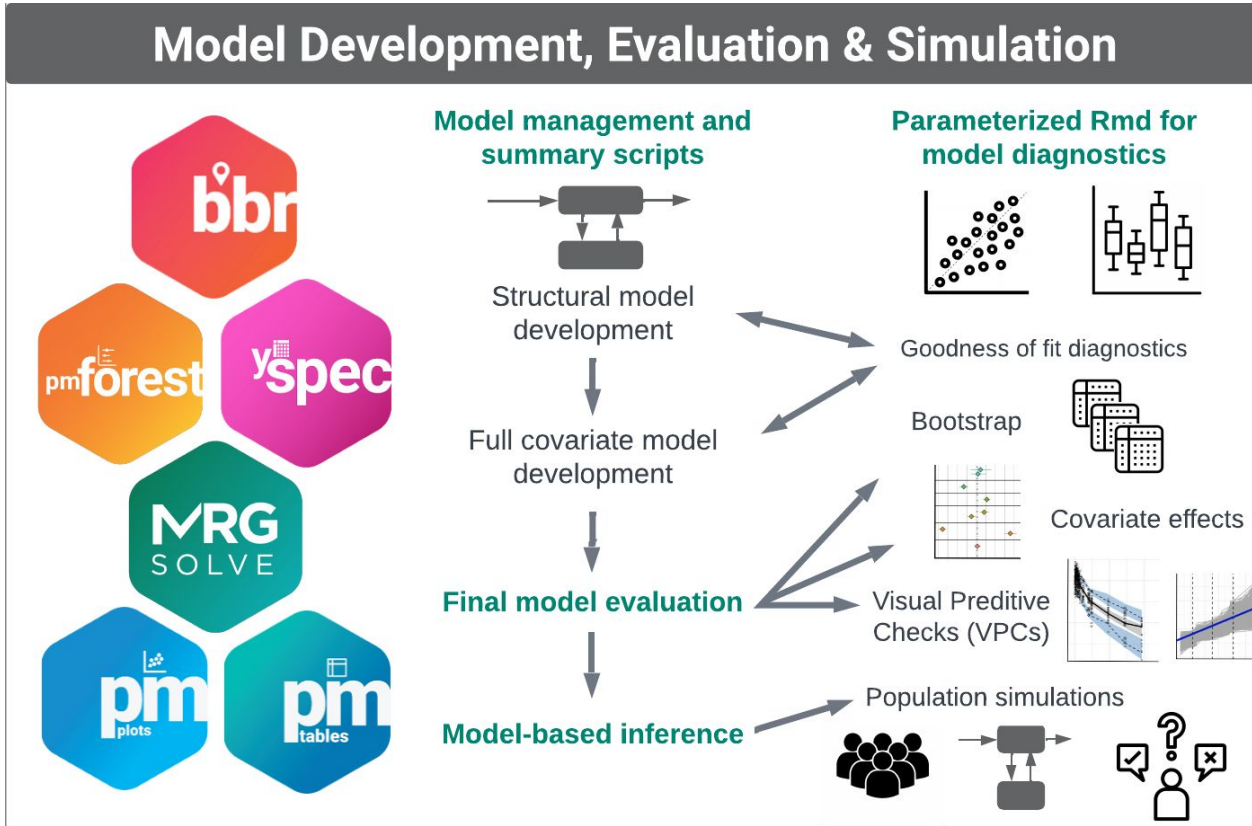 Model Development, Evaluation & Simulation
bbr
pmforest
yspec
MRG
SOLVE
pm
plots
pm
tables
Model management and
summary scripts
Structural model
development
Full covariate model
development
Final model evaluation
Model-based inference
Parameterized Rmd for
model diagnostics
Goodness of fit diagnostics
Bootstrap
Covariate effects
Visual Preditive
Checks (VPCs)
Population simulations
?